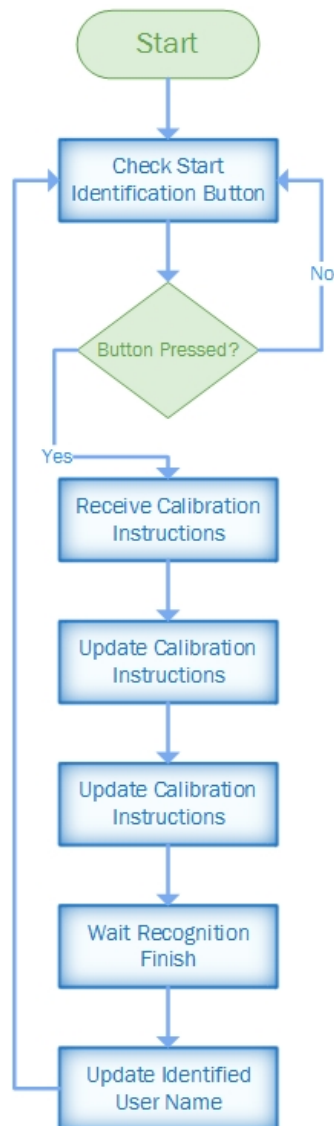 Start
Check Start
Identification Button
No
Button Pressed?
Yes
Receive Calibration
Instructions
Update Calibration
Instructions
Update Calibration
Instructions
Wait Recognition
Finish
Update Identified
User Name